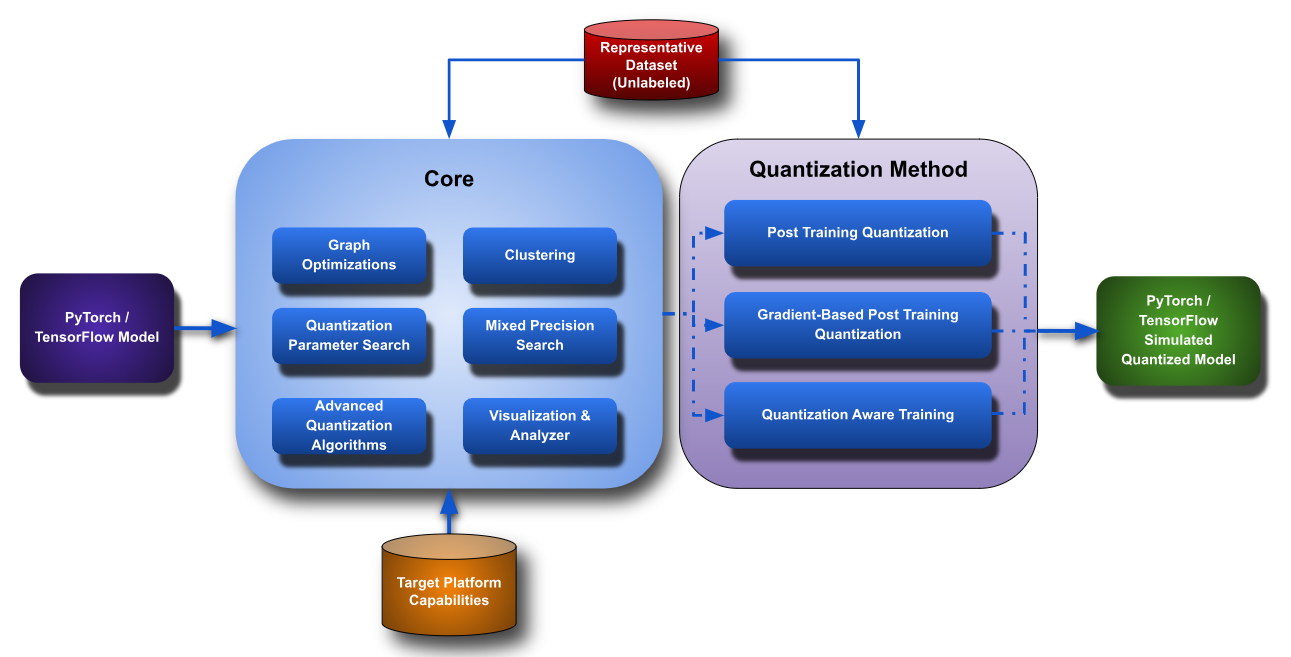 Representative
Dataset
(Unlabeled)
Core
Quantization Method
Graph
Optimizations
Clustering
Post Training Quantization
PyTorch /
TensorFlow Model
Quantization
Parameter Search
Mixed Precision
Search
Gradient-Based Post Training
Quantization
PyTorch /
TensorFlow
Simulated
Quantized Model
Advanced
Quantization
Algorithms
Visualization &
Analyzer
Quantization Aware Training
Target Platform
Capabilities